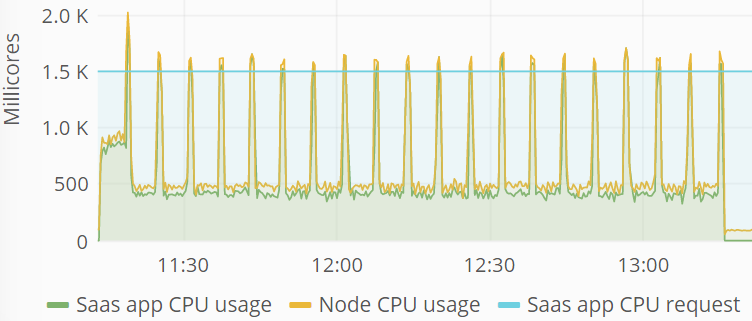 Millicores
2.0 K
1.5 K
1.0 K
500
0
11:30 12:00 12:30 13:00
Saas app CPU usage Node CPU usage Saas app CPU request